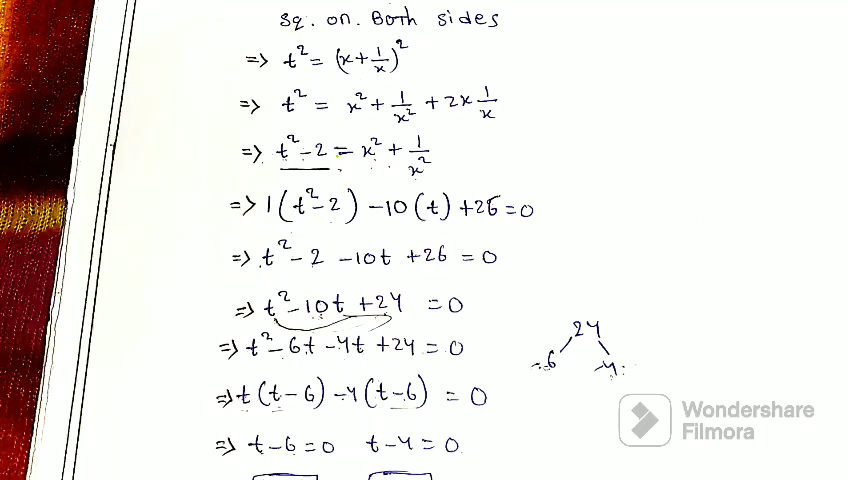 Sq. on. Both sides
=> t² = (x + 1/x)²
=> t² = x² + 1/x² + 2x 1/x
=> t² - 2 = x² + 1/x²
=> 1(t² - 2) - 10(t) + 26 = 0
=> t² - 2 - 10t + 26 = 0
=> t² - 10t + 24 = 0
=> t² - 6t - 4t + 24 = 0
24
-6 -4
=> t(t - 6) - 4(t - 6) = 0
=> t - 6 = 0 t - 4 = 0
Wondershare
Filmora